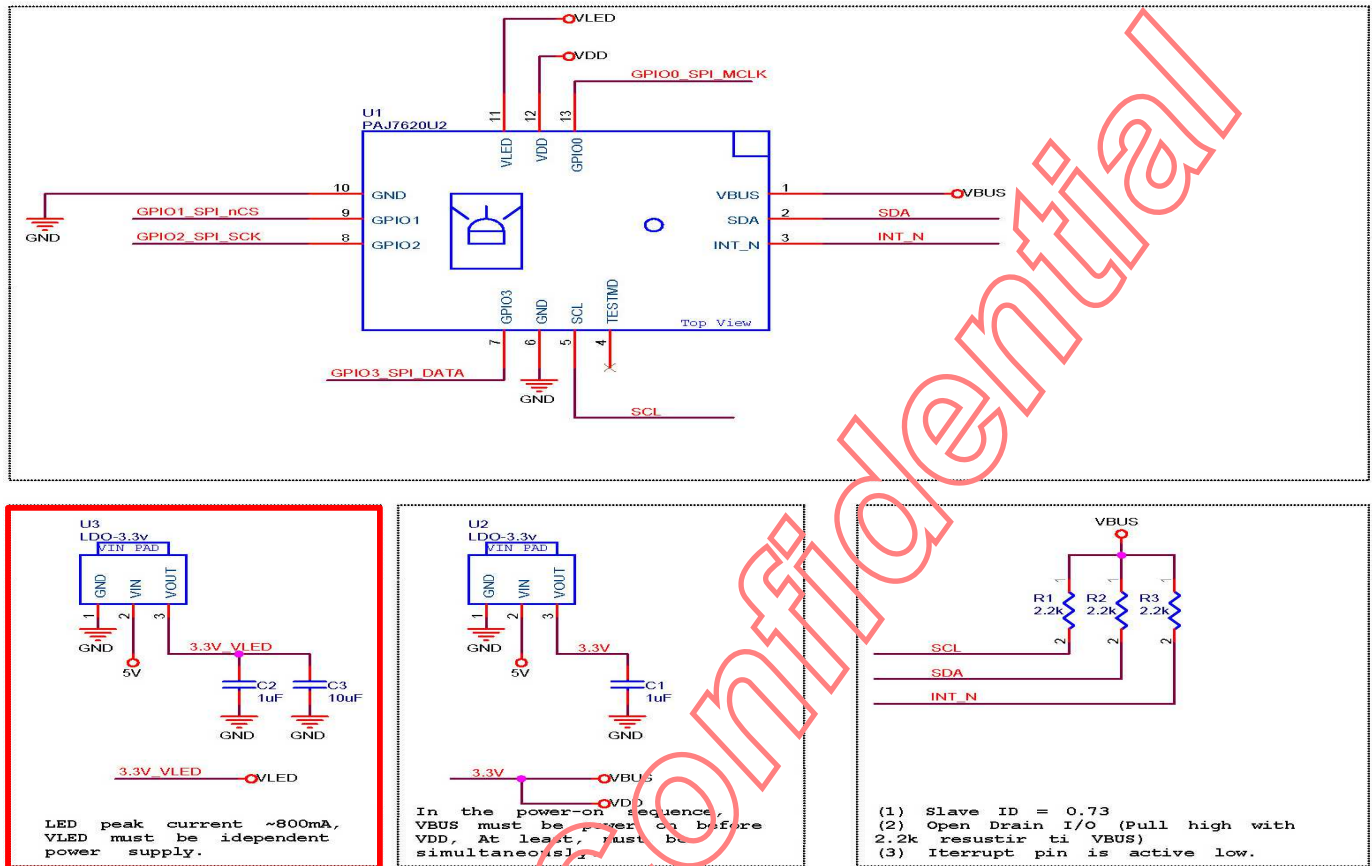 VLED
VDD
GPIO0_SPI_MCLK
U1
PAJ7620U2
11
12
13
VLED
VDD
GPIO0
10
GND
GPIO1_SPI_nCS
9
GPIO1
GPIO2_SPI_SCK
8
GPIO2
GND
VBUS
1
VBUS
SDA
2
SDA
INT_N
3
INT_N
GPIO3
GND
SCL
TESTMD
Top View
7
6
5
4
GPIO3_SPI_DATA
GND
SCL
U3
LDO-3.3v
VIN PAD
GND
VIN
VOUT
1
2
3
GND
5V
3.3V_VLED
C2
1uF
C3
10uF
GND
GND
3.3V_VLED
VLED
LED peak current ~800mA,
VLED must be idependent
power supply.
U2
LDO-3.3v
VIN PAD
GND
VIN
VOUT
1
2
3
GND
5V
3.3V
C1
1uF
GND
3.3V
VBUS
VDD
In the power-on sequence,
VBUS must be power on before
VDD, At least, must be
simultaneously
VBUS
1
1
1
R1
2.2k
R2
2.2k
R3
2.2k
2
2
2
SCL
SDA
INT_N
(1) Slave ID = 0.73
(2) Open Drain I/O (Pull high with
2.2k resustir ti VBUS)
(3) Iterrupt pin is active low.
Confidential